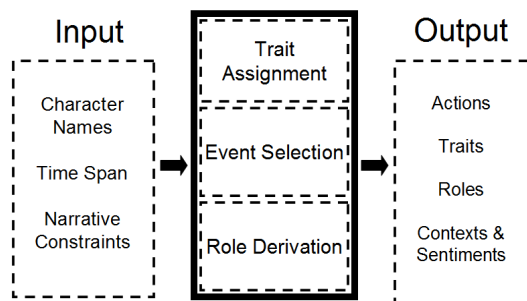 Input
Character
Names
Time Span
Narrative
Constraints
Trait
Assignment
Event Selection
Role Derivation
Output
Actions
Traits
Roles
Contexts &
Sentiments